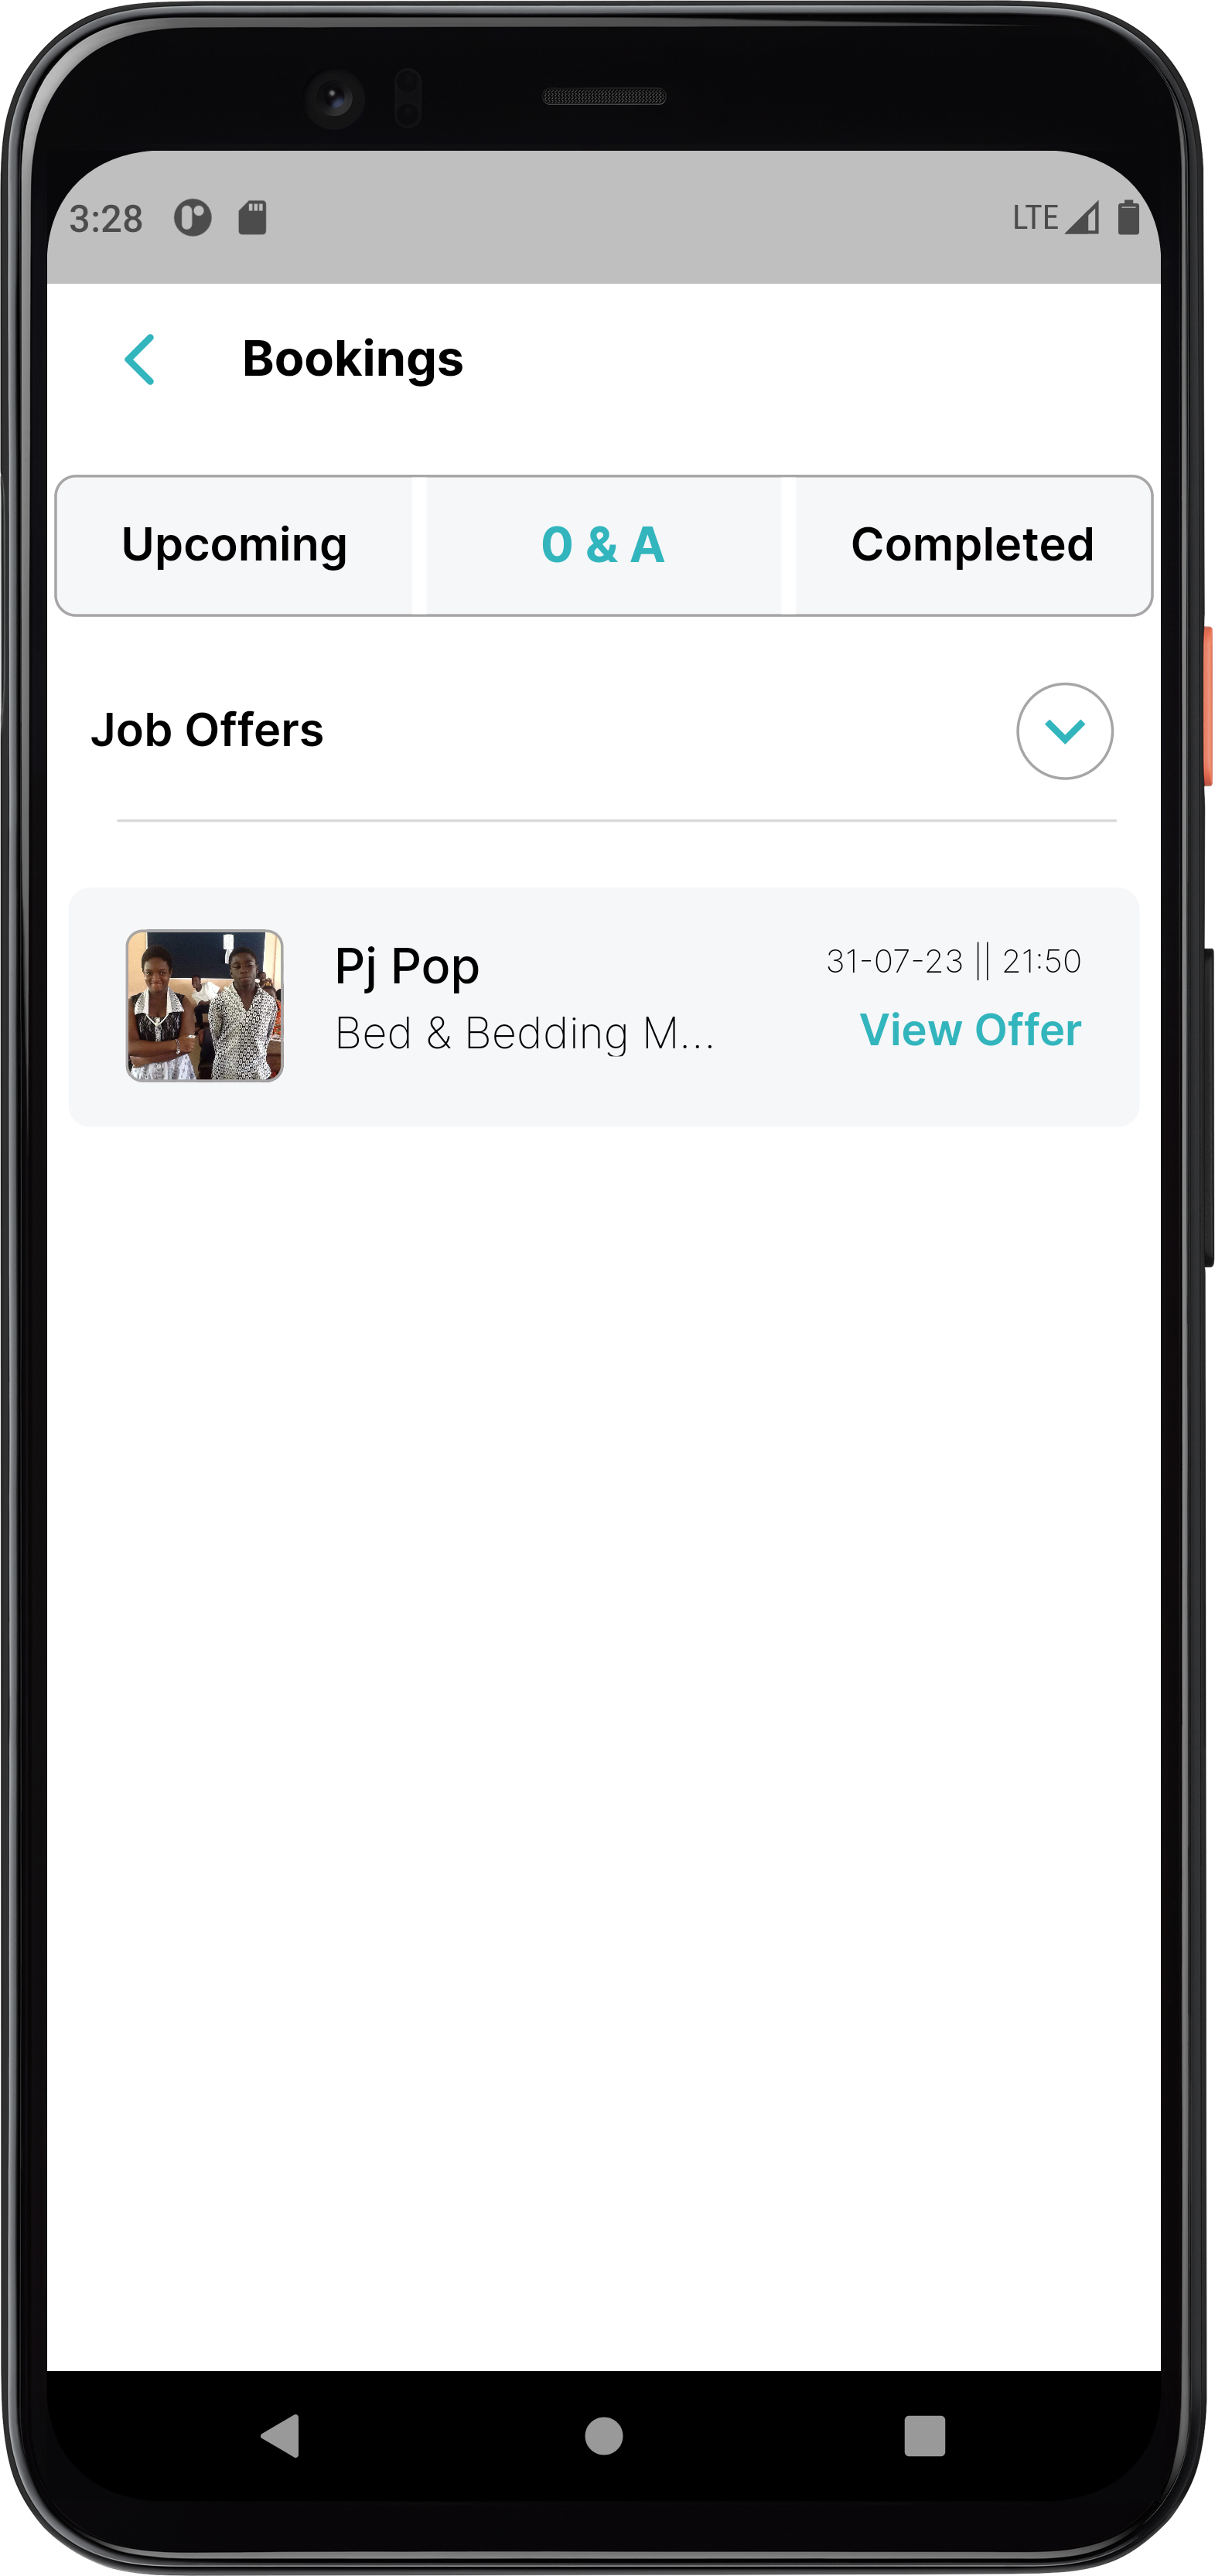 3:28 LTE
Bookings
Upcoming 0 & A Completed
Job Offers
Pj Pop 31-07-23 || 21:50
Bed & Bedding M... View Offer